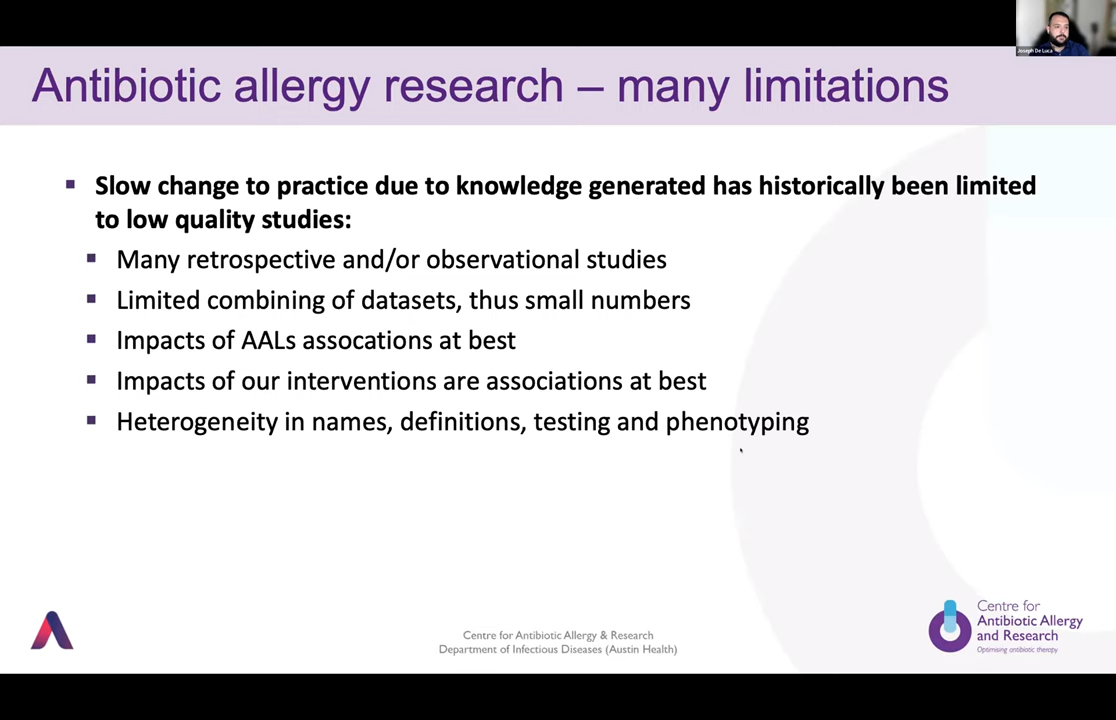 Joseph De Luca
Antibiotic allergy research – many limitations
▪ Slow change to practice due to knowledge generated has historically been limited
to low quality studies:
▪ Many retrospective and/or observational studies
▪ Limited combining of datasets, thus small numbers
▪ Impacts of AALs assocations at best
▪ Impacts of our interventions are associations at best
▪ Heterogeneity in names, definitions, testing and phenotyping
Centre for Antibiotic Allergy & Research
Department of Infectious Diseases (Austin Health)
Centre for
Antibiotic Allergy
and Research
Optimising antibiotic therapy